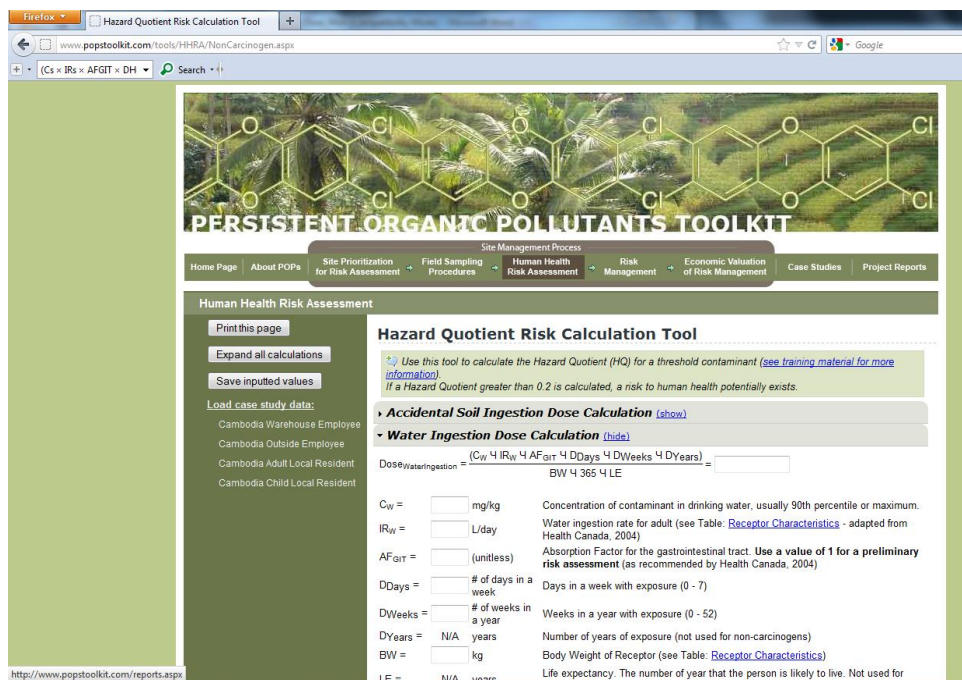 Firefox
Hazard Quotient Risk Calculation Tool
+
www.popstoolkit.com/tools/HHRA/NonCarcinogen.aspx
Google
(Cs × IRs × AFGIT × DH
Search
O Cl O Cl O Cl
O Cl O Cl O Cl
PERSISTENT ORGANIC POLLUTANTS TOOLKIT
Site Management Process
Home Page About POPs Site Prioritization for Risk Assessment Field Sampling Procedures Human Health Risk Assessment Risk Management Economic Valuation of Risk Management Case Studies Project Reports
Human Health Risk Assessment
Print this page
Expand all calculations
Save inputted values
Load case study data:
Cambodia Warehouse Employee
Cambodia Outside Employee
Cambodia Adult Local Resident
Cambodia Child Local Resident
Hazard Quotient Risk Calculation Tool
Use this tool to calculate the Hazard Quotient (HQ) for a threshold contaminant (see training material for more
information).
If a Hazard Quotient greater than 0.2 is calculated, a risk to human health potentially exists.
Accidental Soil Ingestion Dose Calculation (show)
Water Ingestion Dose Calculation (hide)
DoseWaterIngestion = (CW Ч IRW Ч AFGIT Ч DDays Ч DWeeks Ч DYears) =
BW Ч 365 Ч LE
CW = mg/kg Concentration of contaminant in drinking water, usually 90th percentile or maximum.
IRW = L/day Water ingestion rate for adult (see Table: Receptor Characteristics - adapted from
Health Canada, 2004)
AFGIT = (unitless) Absorption Factor for the gastrointestinal tract. Use a value of 1 for a preliminary
risk assessment (as recommended by Health Canada, 2004)
DDays = # of days in a week Days in a week with exposure (0 - 7)
DWeeks = # of weeks in a year Weeks in a year with exposure (0 - 52)
DYears = N/A years Number of years of exposure (not used for non-carcinogens)
BW = kg Body Weight of Receptor (see Table: Receptor Characteristics)
LE = N/A years Life expectancy. The number of year that the person is likely to live. Not used for
http://www.popstoolkit.com/reports.aspx